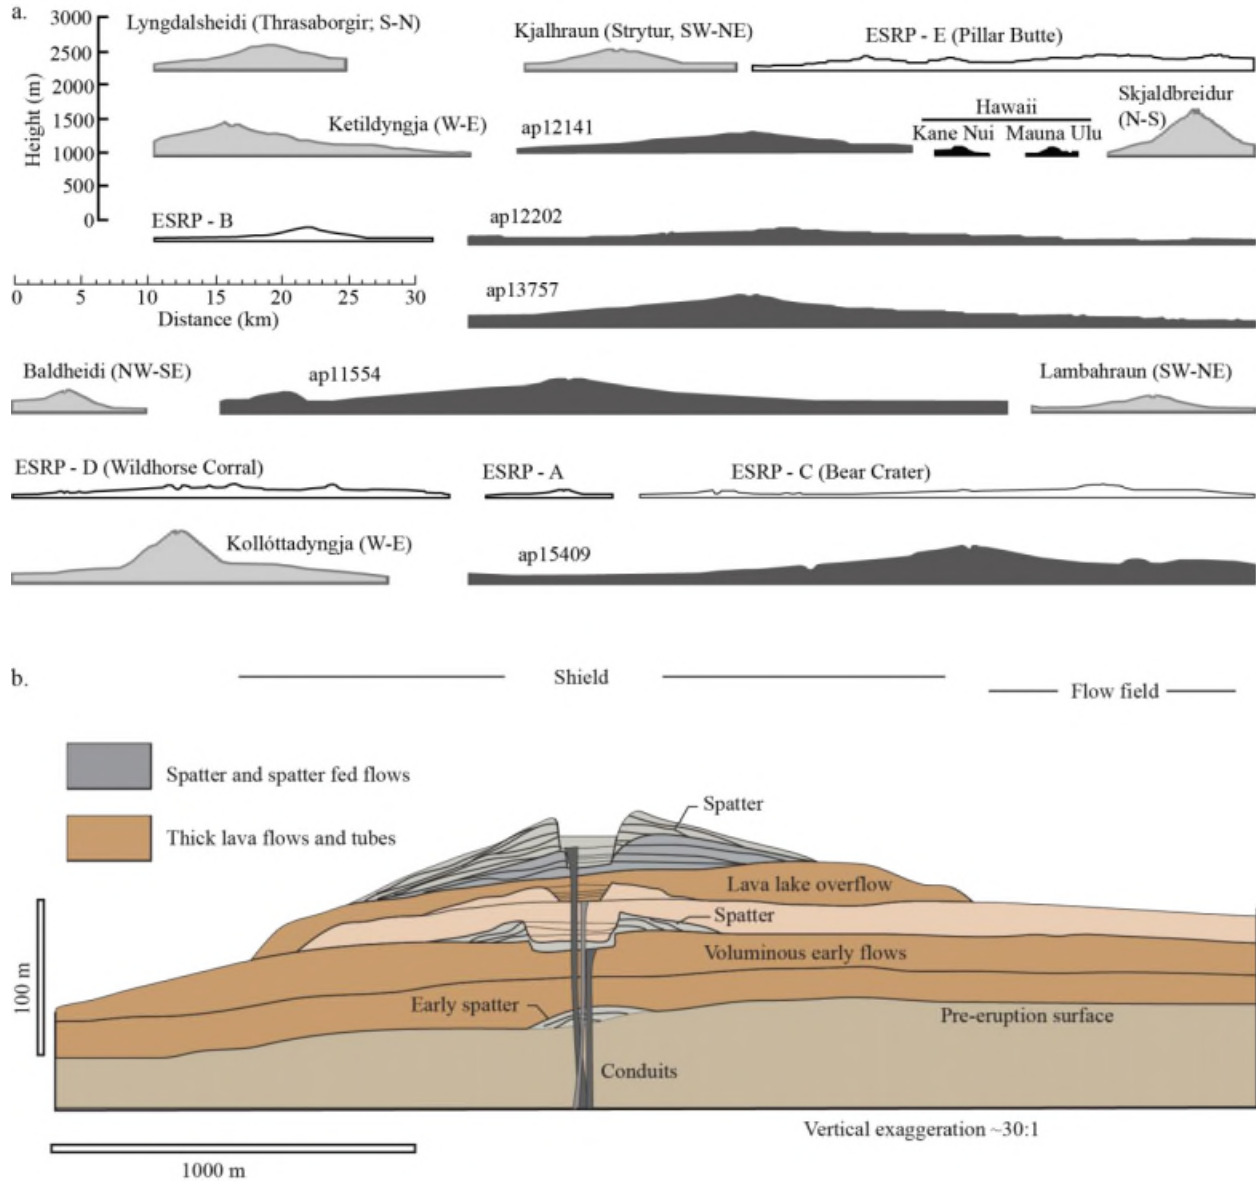 a.
3000
2500
2000
1500
1000
500
0
Height (m)
Lyngdalsheidi (Thrasaborgir; S-N)
Kjalhraun (Strytur, SW-NE)
ESRP - E (Pillar Butte)
Ketildyngja (W-E)
ap12141
Hawaii
Kane Nui
Mauna Ulu
Skjaldbreidur
(N-S)
ESRP - B
ap12202
0 5 10 15 20 25 30
Distance (km)
ap13757
Baldheidi (NW-SE)
ap11554
Lambahraun (SW-NE)
ESRP - D (Wildhorse Corral)
ESRP - A
ESRP - C (Bear Crater)
Kollóttadyngja (W-E)
ap15409
b.
Shield
Flow field
Spatter and spatter fed flows
Thick lava flows and tubes
Spatter
Lava lake overflow
Spatter
Voluminous early flows
Early spatter
Pre-eruption surface
Conduits
100 m
Vertical exaggeration ~30:1
1000 m